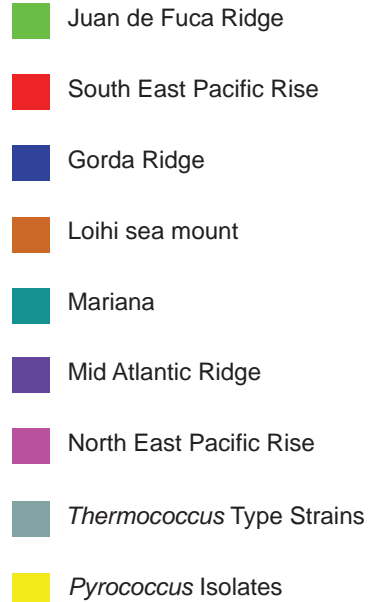 Juan de Fuca Ridge
South East Pacific Rise
Gorda Ridge
Loihi sea mount
Mariana
Mid Atlantic Ridge
North East Pacific Rise
Thermococcus Type Strains
Pyrococcus Isolates